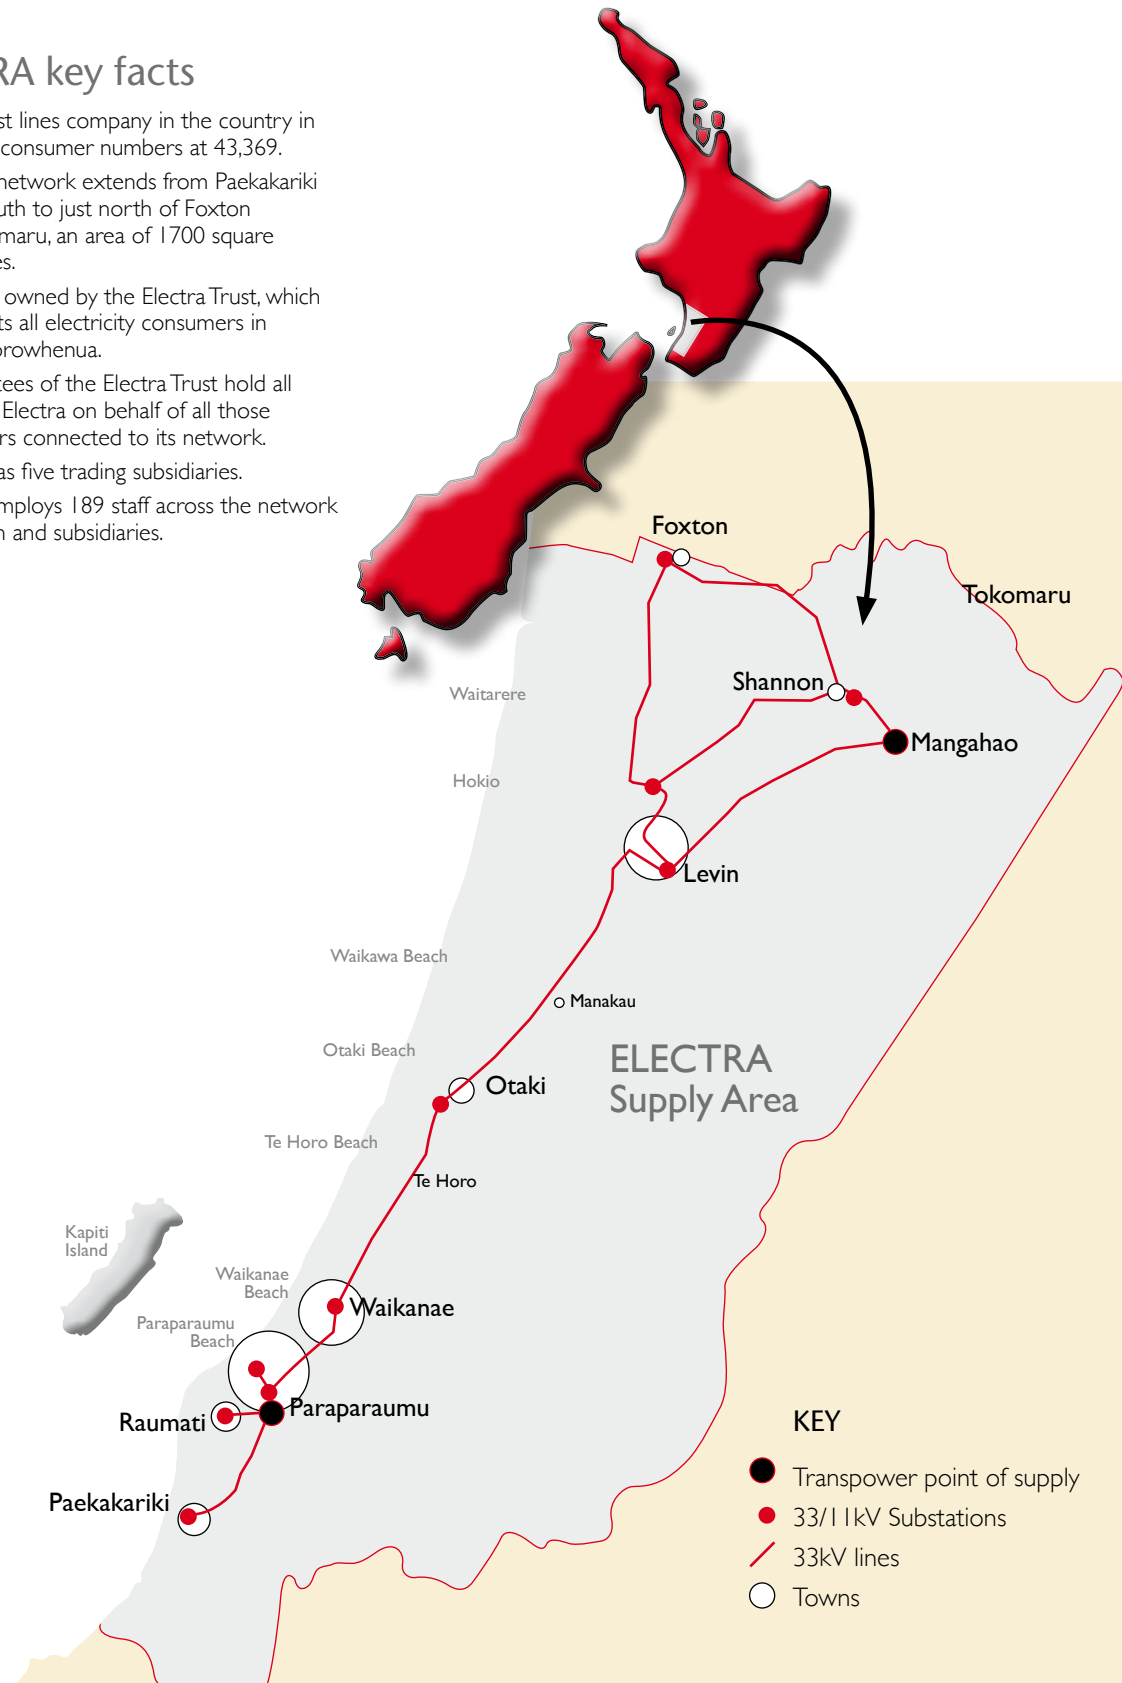 RA key facts
st lines company in the country in
consumer numbers at 43,369.
network extends from Paekakariki
uth to just north of Foxton
maru, an area of 1700 square
es.
owned by the Electra Trust, which
ts all electricity consumers in
orowhenua.
tees of the Electra Trust hold all
Electra on behalf of all those
rs connected to its network.
as five trading subsidiaries.
mploys 189 staff across the network
n and subsidiaries.
Foxton
Tokomaru
Shannon
Waitarere
Mangahao
Hokio
Levin
Waikawa Beach
Manakau
Otaki Beach
ELECTRA
Supply Area
Otaki
Te Horo Beach
Te Horo
Kapiti
Island
Waikanae
Beach
Waikanae
Paraparaumu
Beach
Paraparaumu
Raumati
Paekakariki
KEY
Transpower point of supply
33/11kV Substations
33kV lines
Towns